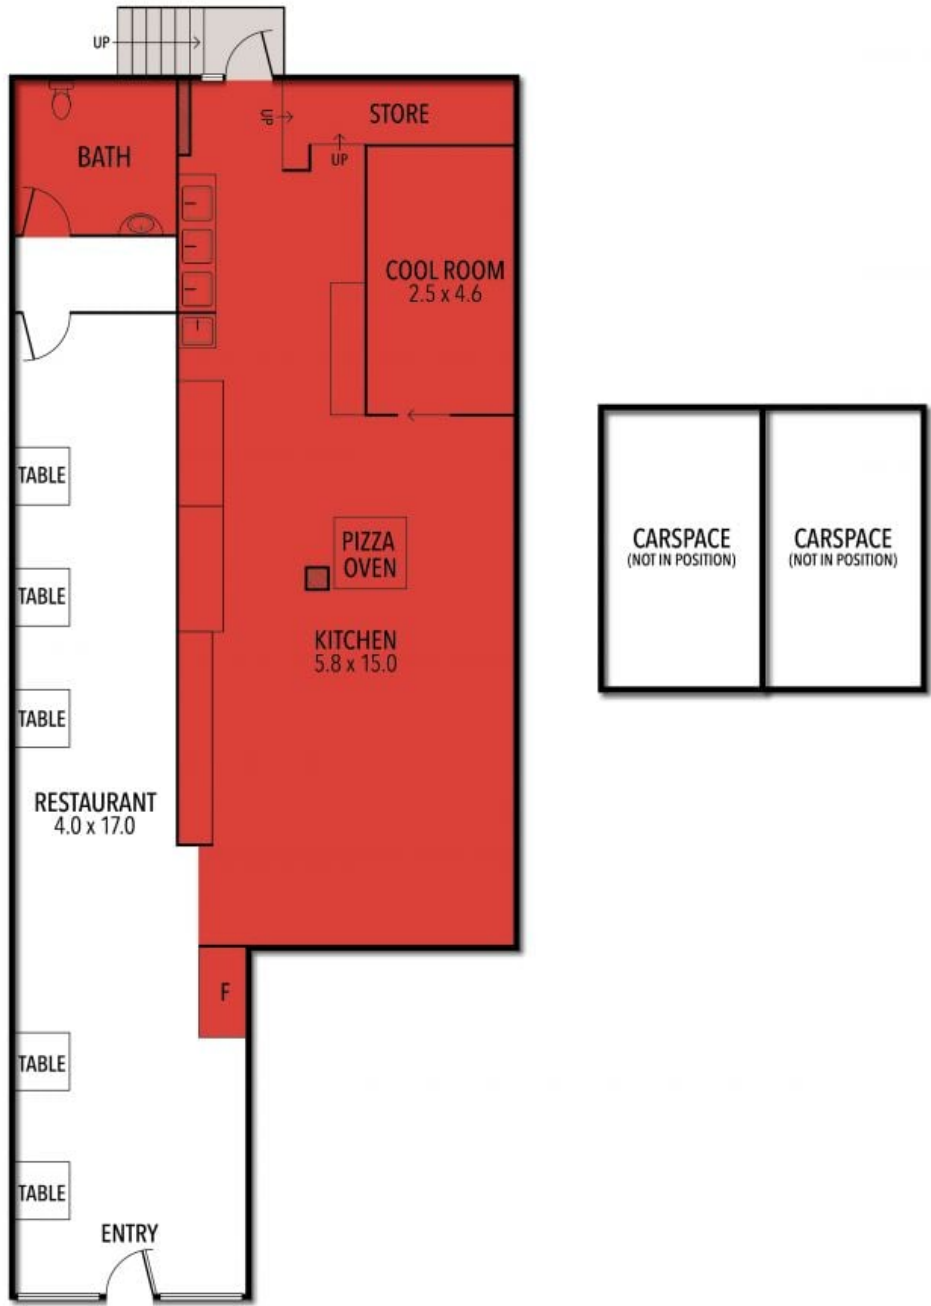 UP
STORE
UP
UP
BATH
COOL ROOM
2.5 x 4.6
TABLE
CARSPACE
(NOT IN POSITION)
CARSPACE
(NOT IN POSITION)
PIZZA
OVEN
TABLE
KITCHEN
5.8 x 15.0
TABLE
RESTAURANT
4.0 x 17.0
F
TABLE
TABLE
ENTRY